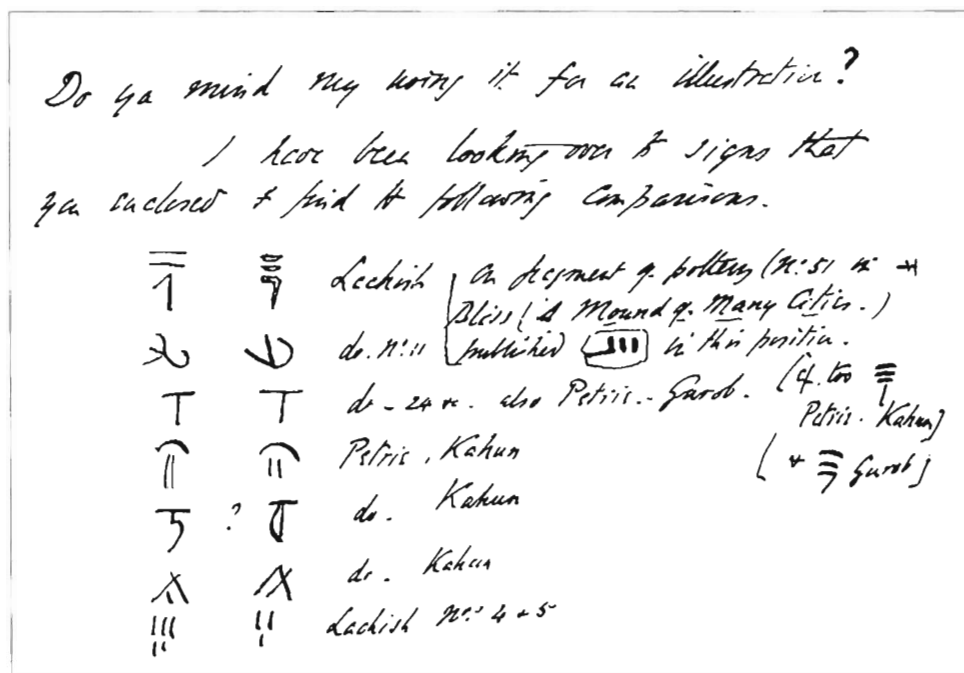 Do you mind my using it for an illustration?
I have been looking over the signs that
you enclosed & find the following comparisons.
Lachish
on fragment of pottery (No. 51 in
Bliss (A Mound of Many Cities.)
published in this position.
do. No. 11
do - 24 also Petrie - Gurob.
(cf. too
Petrie. Kahun)
Petrie. Kahun
(+ Gurob)
? do. Kahun
do. Kahun
Lachish Nos. 4 + 5